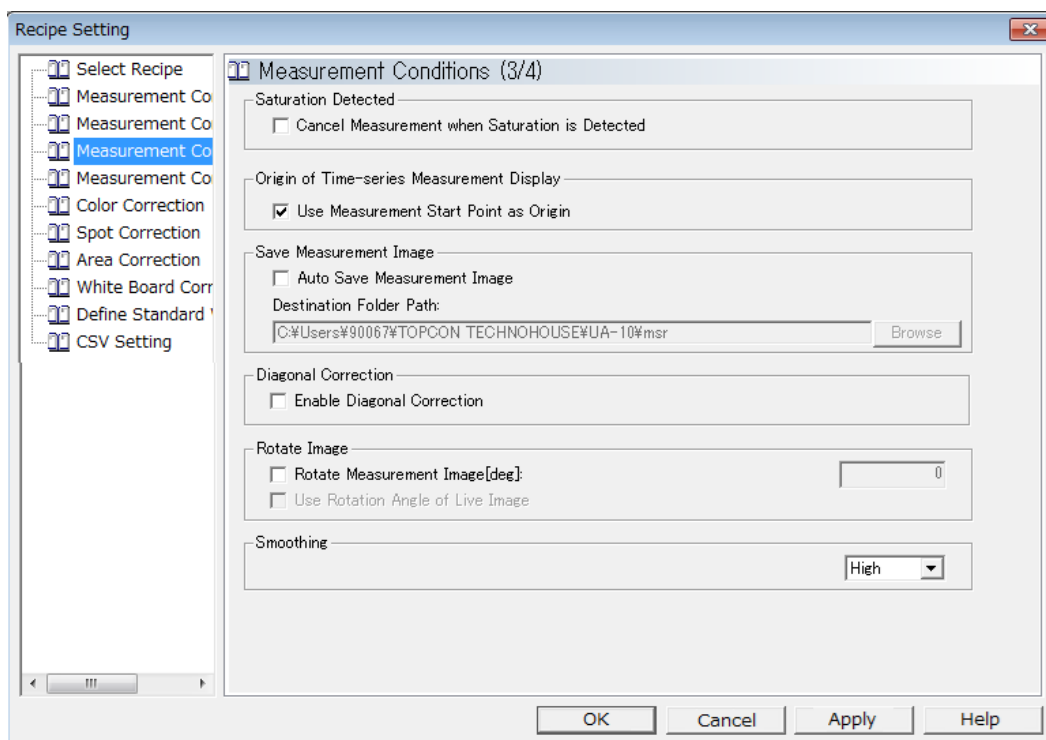 Recipe Setting
Select Recipe
Measurement Co
Measurement Co
Measurement Co
Measurement Co
Color Correction
Spot Correction
Area Correction
White Board Corr
Define Standard
CSV Setting
Measurement Conditions (3/4)
Saturation Detected
Cancel Measurement when Saturation is Detected
Origin of Time-series Measurement Display
Use Measurement Start Point as Origin
Save Measurement Image
Auto Save Measurement Image
Destination Folder Path:
C:¥Users¥90067¥TOPCON TECHNOHOUSE¥UA-10¥msr
Browse
Diagonal Correction
Enable Diagonal Correction
Rotate Image
Rotate Measurement Image[deg]:
0
Use Rotation Angle of Live Image
Smoothing
High
OK
Cancel
Apply
Help